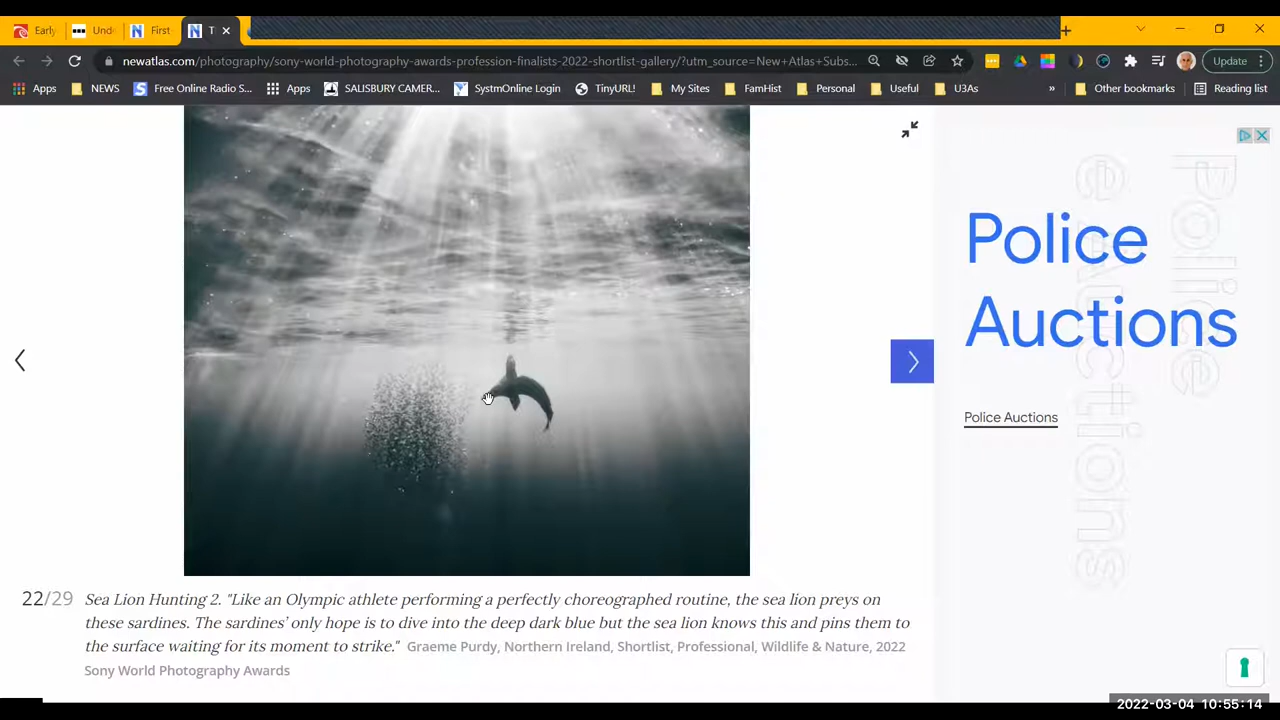 Early
Und
First
T
newatlas.com/photography/sony-world-photography-awards-profession-finalists-2022-shortlist-gallery/?utm_source=New+Atlas+Subs...
Update
Apps
NEWS
Free Online Radio S...
Apps
SALISBURY CAMER...
SystmOnline Login
TinyURL!
My Sites
FamHist
Personal
Useful
U3As
»
Other bookmarks
Reading list
Police
Auctions
Police
e Auctions
Police Auctions
22/29
Sea Lion Hunting 2. "Like an Olympic athlete performing a perfectly choreographed routine, the sea lion preys on
these sardines. The sardines' only hope is to dive into the deep dark blue but the sea lion knows this and pins them to
the surface waiting for its moment to strike." Graeme Purdy, Northern Ireland, Shortlist, Professional, Wildlife & Nature, 2022
Sony World Photography Awards
2022-03-04 10:55:14